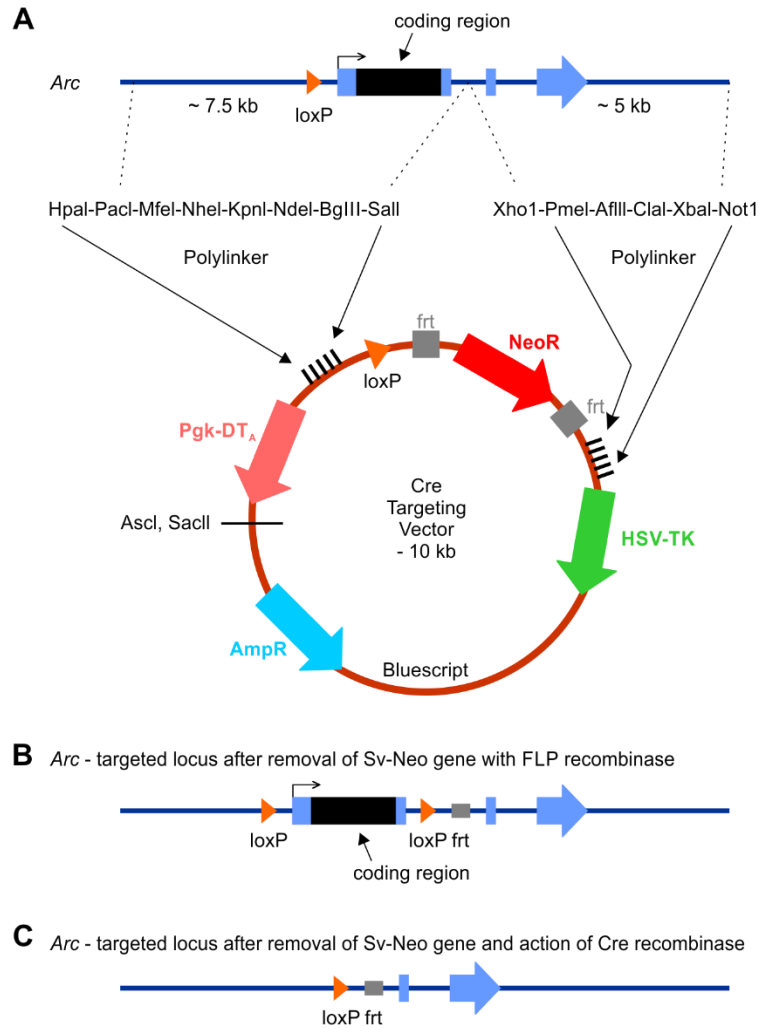 A
coding region
Arc
~ 7.5 kb
loxP
~ 5 kb
HpaI-PacI-MfeI-NheI-KpnI-NdeI-BglII-SalI
Xho1-PmeI-AflII-ClaI-XbaI-Not1
Polylinker
Polylinker
frt
NeoR
loxP
frt
Pgk-DTA
Cre
Targeting
Vector
- 10 kb
AscI, SacII
HSV-TK
AmpR
Bluescript
B Arc - targeted locus after removal of Sv-Neo gene with FLP recombinase
loxP
loxP frt
coding region
C Arc - targeted locus after removal of Sv-Neo gene and action of Cre recombinase
loxP frt